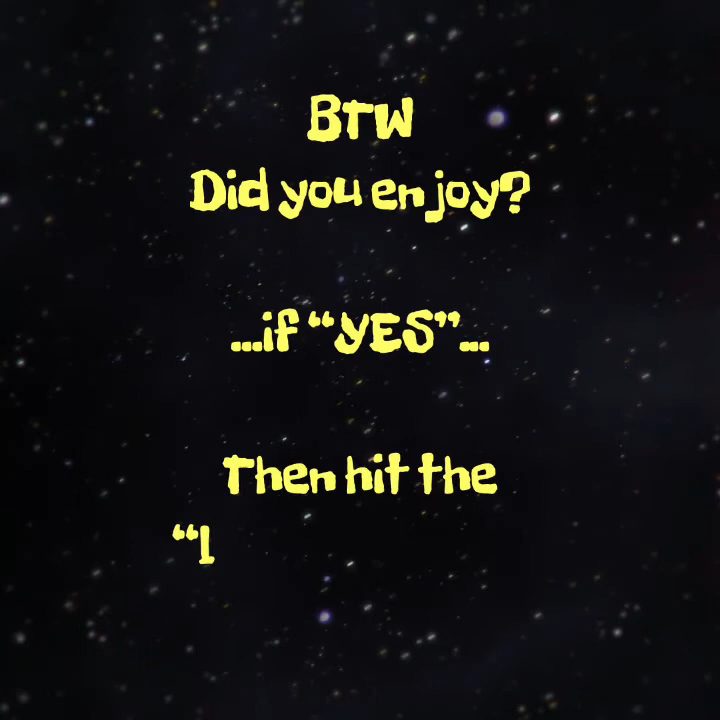 BTW
Did you enjoy?
...if “YES”...
Then hit the
“l